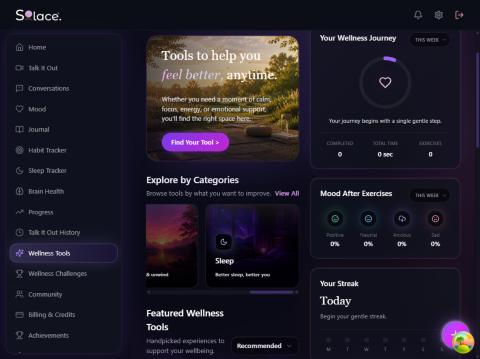 Solace.
Home
Talk It Out
Conversations
Mood
Journal
Habit Tracker
Sleep Tracker
Brain Health
Progress
Talk It Out History
Wellness Tools
Wellness Challenges
Community
Billing & Credits
Achievements
Tools to help you
feel better, anytime.
Whether you need a moment of calm,
focus, energy, or emotional support,
you'll find the right space here.
Find Your Tool >
Explore by Categories
Browse tools by what you want to improve.
View All
& unwind
Sleep
Better sleep, better you
Featured Wellness
Tools
Handpicked experiences to
support your wellbeing.
Recommended
Your Wellness Journey
THIS WEEK
Your journey begins with a single gentle step.
COMPLETED
TOTAL TIME
EXERCISES
0
0 sec
0
Mood After Exercises
THIS WEEK
Positive
Neutral
Anxious
Sad
0%
0%
0%
0%
Your Streak
Today
Begin your gentle streak.
M T W T F S